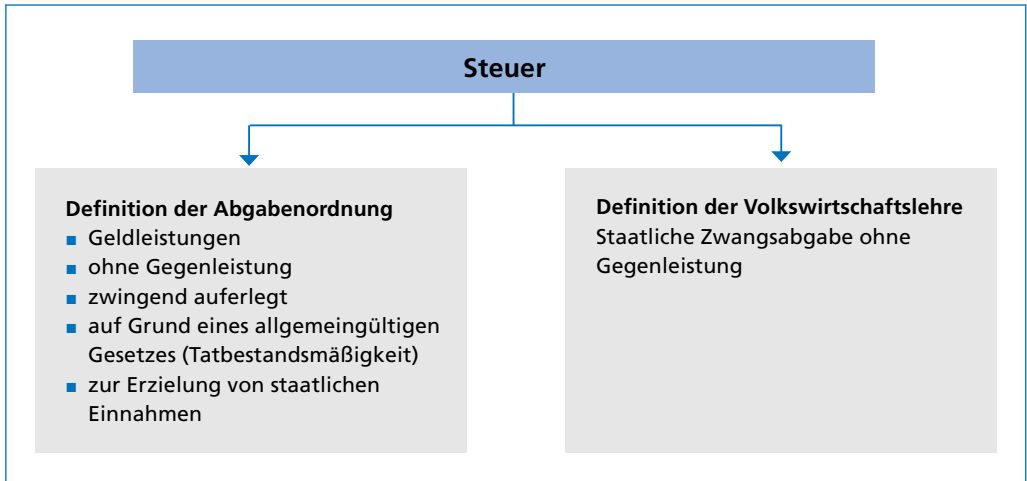 Steuer
Definition der Abgabenordnung
■ Geldleistungen
■ ohne Gegenleistung
■ zwingend auferlegt
■ auf Grund eines allgemeingültigen
Gesetzes (Tatbestandsmäßigkeit)
■ zur Erzielung von staatlichen
Einnahmen
Definition der Volkswirtschaftslehre
Staatliche Zwangsabgabe ohne
Gegenleistung